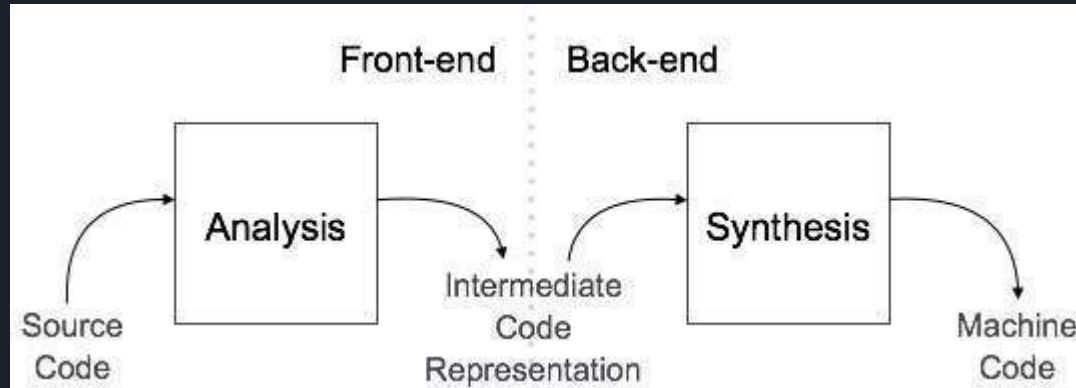 Front-end
Back-end
Analysis
Synthesis
Source
Code
Intermediate
Code
Representation
Machine
Code